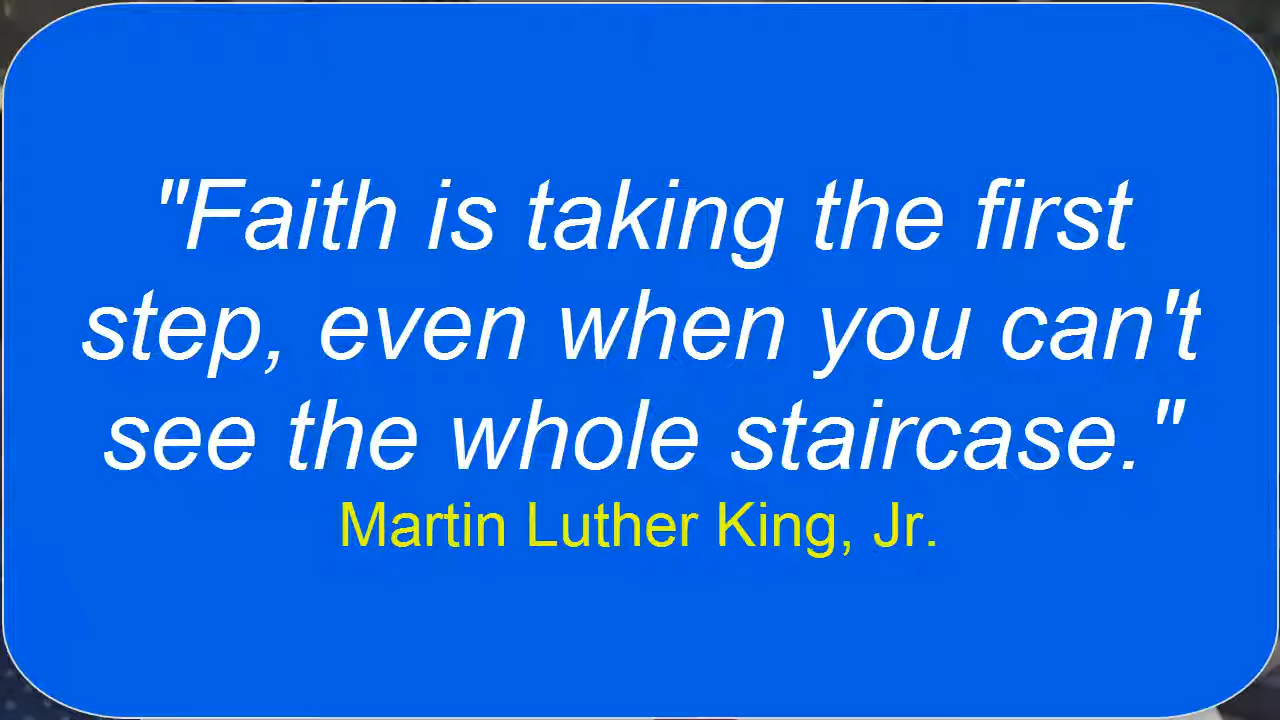 "Faith is taking the first
step, even when you can't
see the whole staircase."
Martin Luther King, Jr.